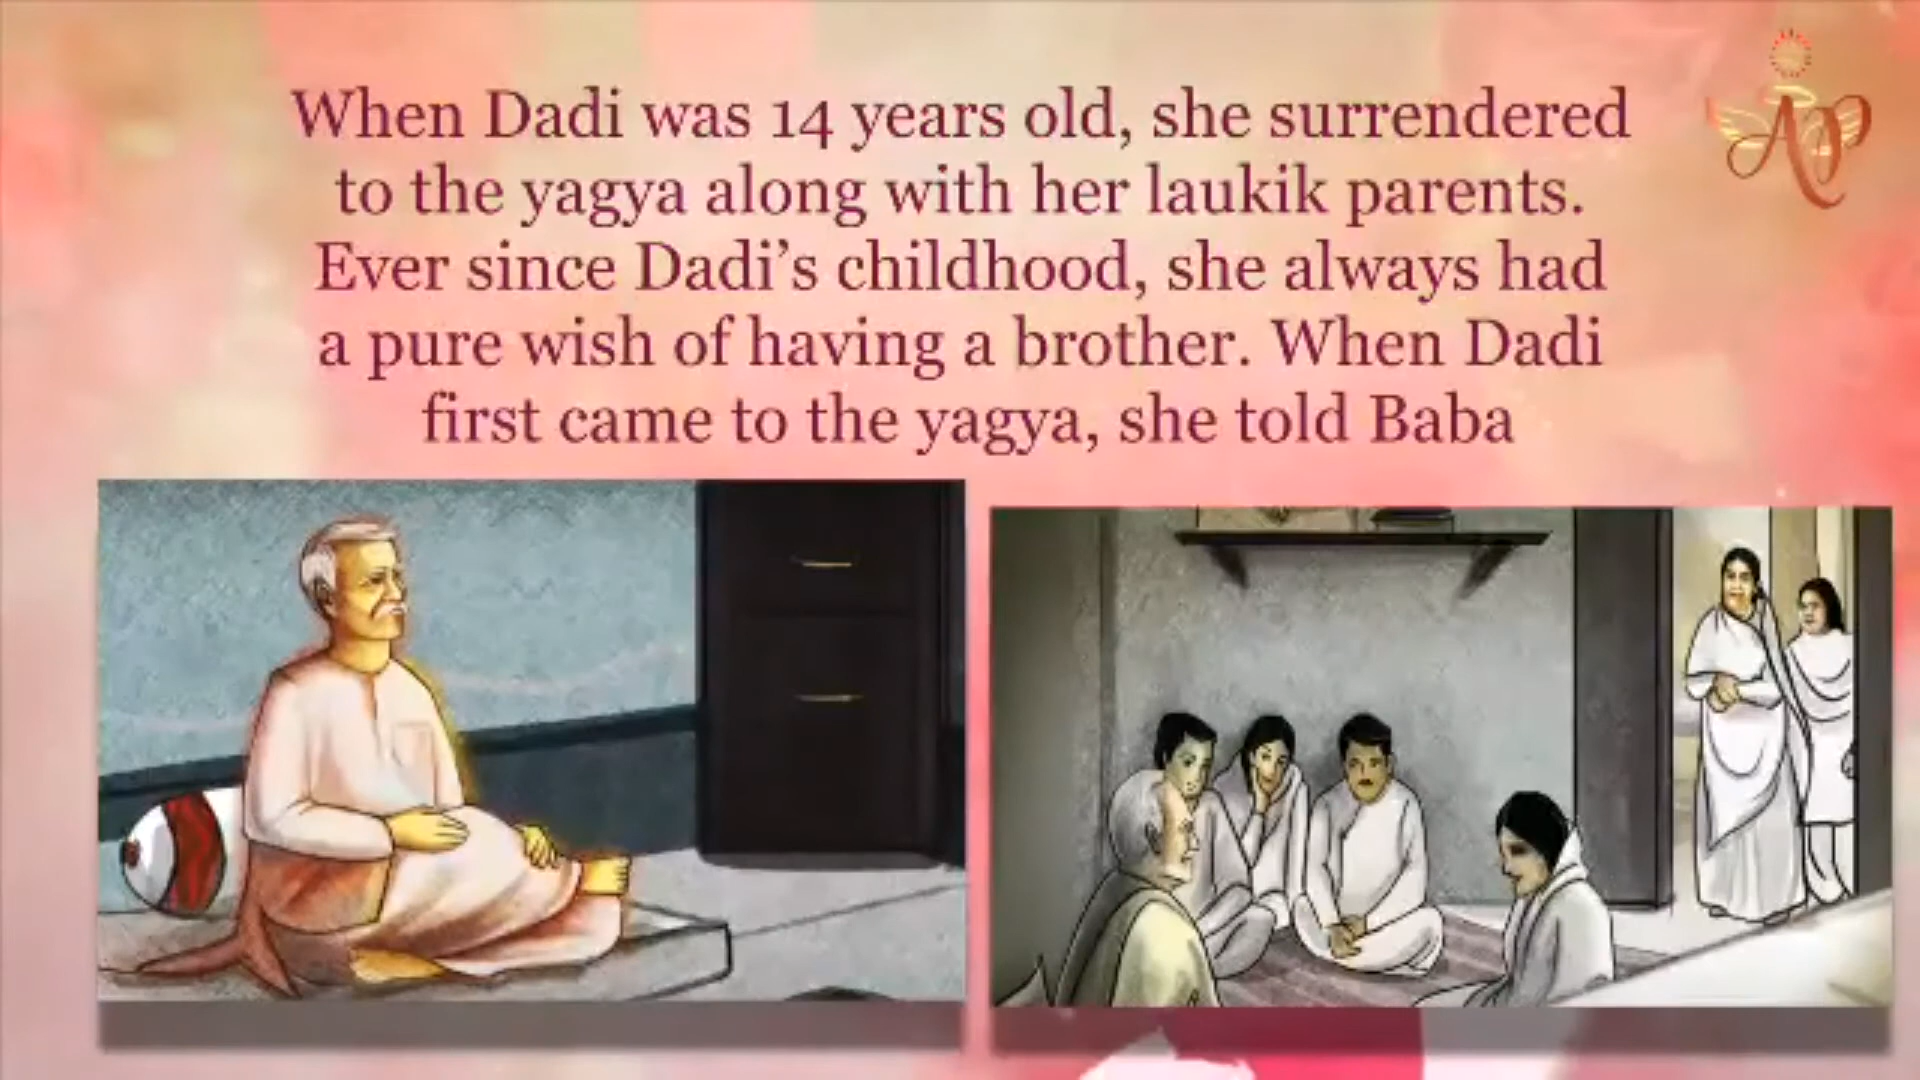 When Dadi was 14 years old, she surrendered
to the yagya along with her laukik parents.
Ever since Dadi’s childhood, she always had
a pure wish of having a brother. When Dadi
first came to the yagya, she told Baba
AP